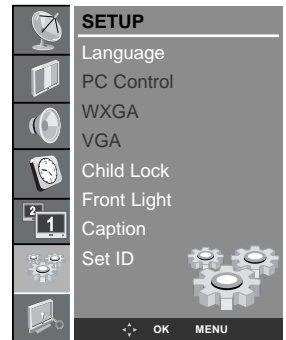 SETUP
Language
PC Control
WXGA
VGA
Child Lock
Front Light
2
1
Caption
Set ID
OK MENU